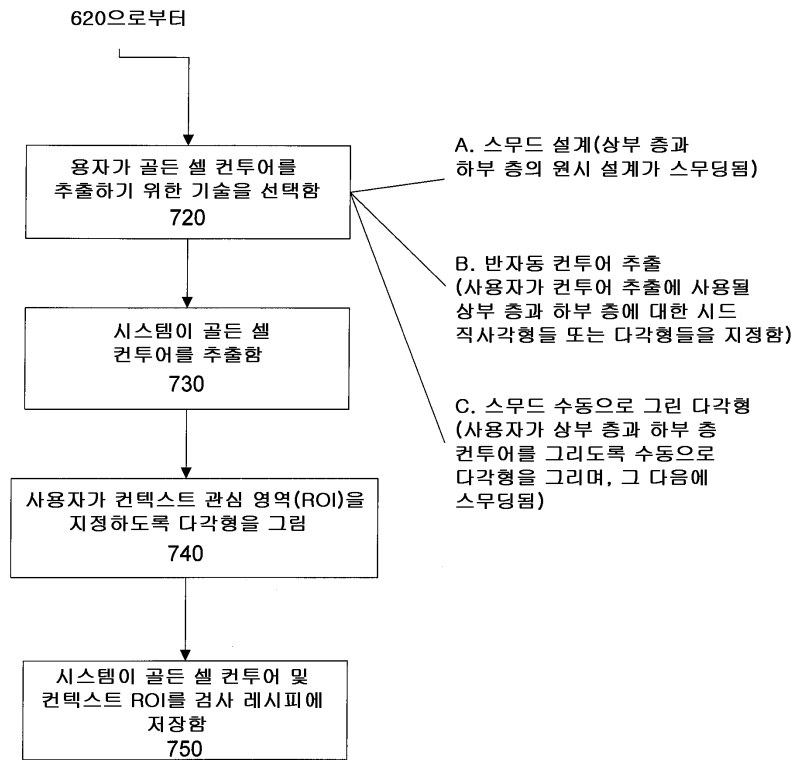 620으로부터
용자가 골든 셀 컨투어를
추출하기 위한 기술을 선택함
720
A. 스무드 설계(상부 층과
하부 층의 원시 설계가 스무딩됨)
B. 반자동 컨투어 추출
(사용자가 컨투어 추출에 사용될
상부 층과 하부 층에 대한 시드
직사각형들 또는 다각형들을 지정함)
시스템이 골든 셀
컨투어를 추출함
730
C. 스무드 수동으로 그린 다각형
(사용자가 상부 층과 하부 층
컨투어를 그리도록 수동으로
다각형을 그리며, 그 다음에
스무딩됨)
사용자가 컨텍스트 관심 영역(ROI)을
지정하도록 다각형을 그림
740
시스템이 골든 셀 컨투어 및
컨텍스트 ROI를 검사 레시피에
저장함
750